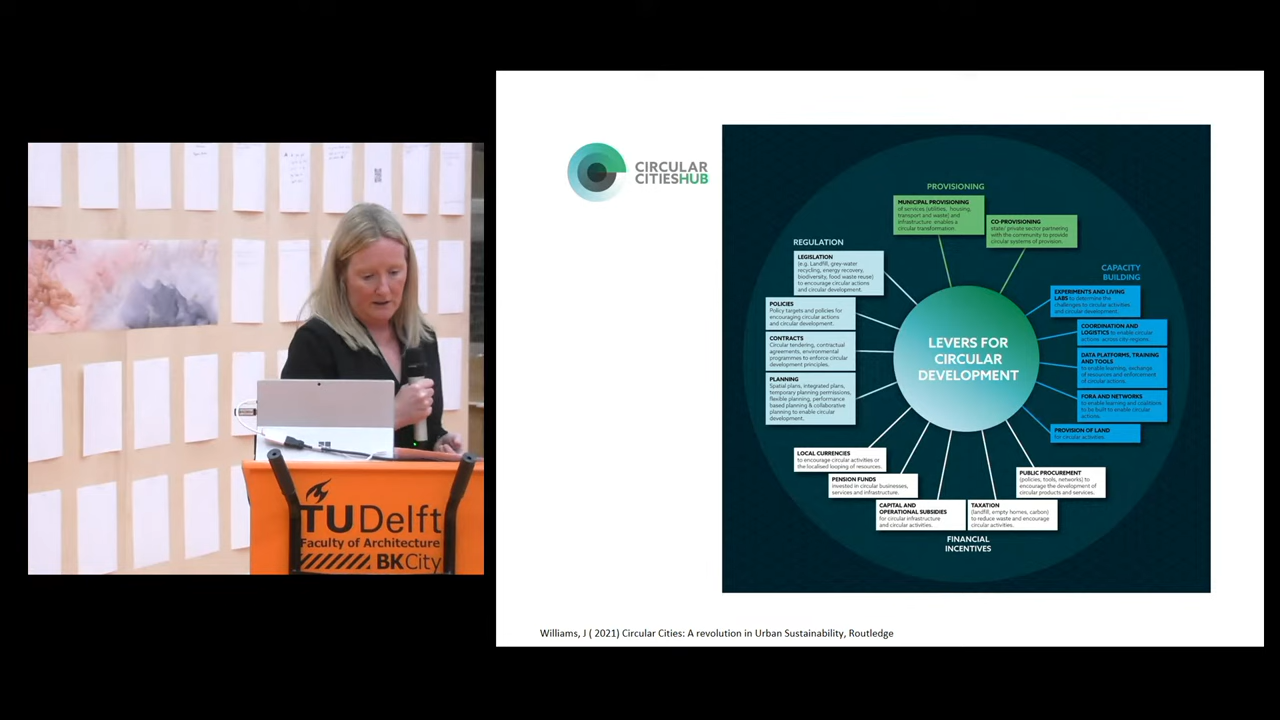 CIRCULAR
CITIESHUB
PROVISIONING
MUNICIPAL PROVISIONING
of services (utilities, housing,
transport and waste) and
infrastructure enables a
circular transformation.
CO-PROVISIONING
state/ private sector partnering
with the community to provide
circular systems of provision.
REGULATION
LEGISLATION
(e.g. Landfill, grey-water
recycling, energy recovery,
biodiversity, food waste reuse)
to encourage circular actions
and circular development.
POLICIES
Policy targets and policies for
encouraging circular actions
and circular development.
CONTRACTS
Circular tendering, contractual
agreements, environmental
programmes to enforce circular
development principles.
PLANNING
Spatial plans, integrated plans,
temporary planning permissions,
flexible planning, performance
based planning & collaborative
planning to enable circular
development.
CAPACITY
BUILDING
EXPERIMENTS AND LIVING
LABS to determine the
challenges to circular activities
and circular development.
COORDINATION AND
LOGISTICS to enable circular
actions across city-regions.
DATA PLATFORMS, TRAINING
AND TOOLS
to enable learning, exchange
of resources and enforcement
of circular actions.
FORA AND NETWORKS
to enable learning and coalitions
to be built to enable circular
actions.
PROVISION OF LAND
for circular activities.
LEVERS FOR
CIRCULAR
DEVELOPMENT
LOCAL CURRENCIES
to encourage circular activities or
the localised looping of resources.
PENSION FUNDS
invested in circular businesses,
services and infrastructure.
CAPITAL AND
OPERATIONAL SUBSIDIES
for circular infrastructure
and circular activities.
TAXATION
(landfill, empty homes, carbon)
to reduce waste and encourage
circular activities.
PUBLIC PROCUREMENT
(policies, tools, networks) to
encourage the development of
circular products and services.
FINANCIAL
INCENTIVES
Williams, J ( 2021) Circular Cities: A revolution in Urban Sustainability, Routledge
TUDelft
Faculty of Architecture
BKCity